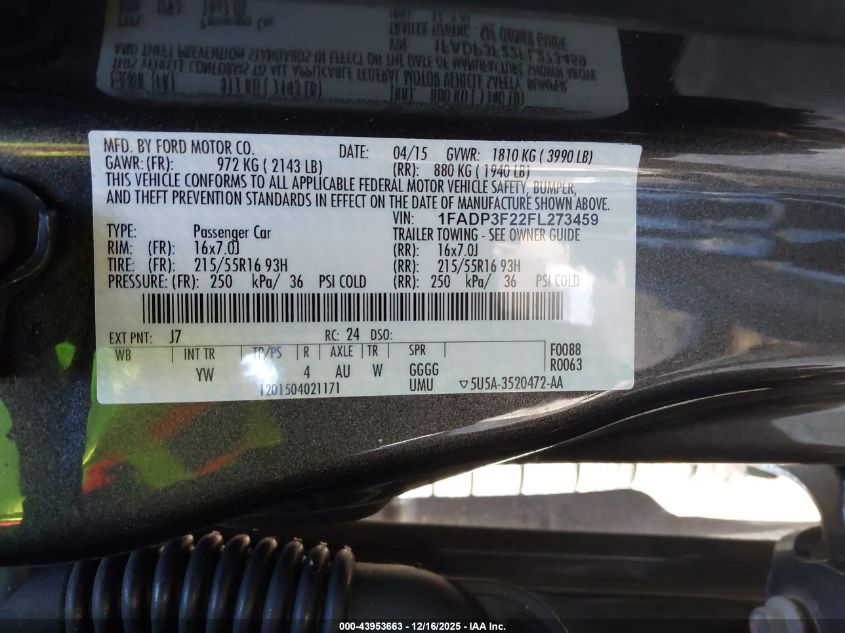 MFD. BY FORD MOTOR CO. DATE: 04/15 GVWR: 1810 KG ( 3990 LB)
GAWR: (FR): 972 KG ( 2143 LB) (RR): 880 KG ( 1940 LB)
THIS VEHICLE CONFORMS TO ALL APPLICABLE FEDERAL MOTOR VEHICLE SAFETY, BUMPER,
AND THEFT PREVENTION STANDARDS IN EFFECT ON THE DATE OF MANUFACTURE SHOWN ABOVE.
VIN: 1FADP3F22FL273459
TYPE: Passenger Car TRAILER TOWING - SEE OWNER GUIDE
RIM: (FR): 16x7.0J (RR): 16x7.0J
TIRE: (FR): 215/55R16 93H (RR): 215/55R16 93H
PRESSURE: (FR): 250 kPa/ 36 PSI COLD (RR): 250 kPa/ 36 PSI COLD
EXT PNT: J7 RC: 24 DSO:
WB INT TR TP/PS R AXLE TR SPR F0088
YW 4 AU W GGGG R0063
1201504021171 UMU ▽5U5A-3520472-AA
000-43953663 - 12/16/2025 - IAA Inc.